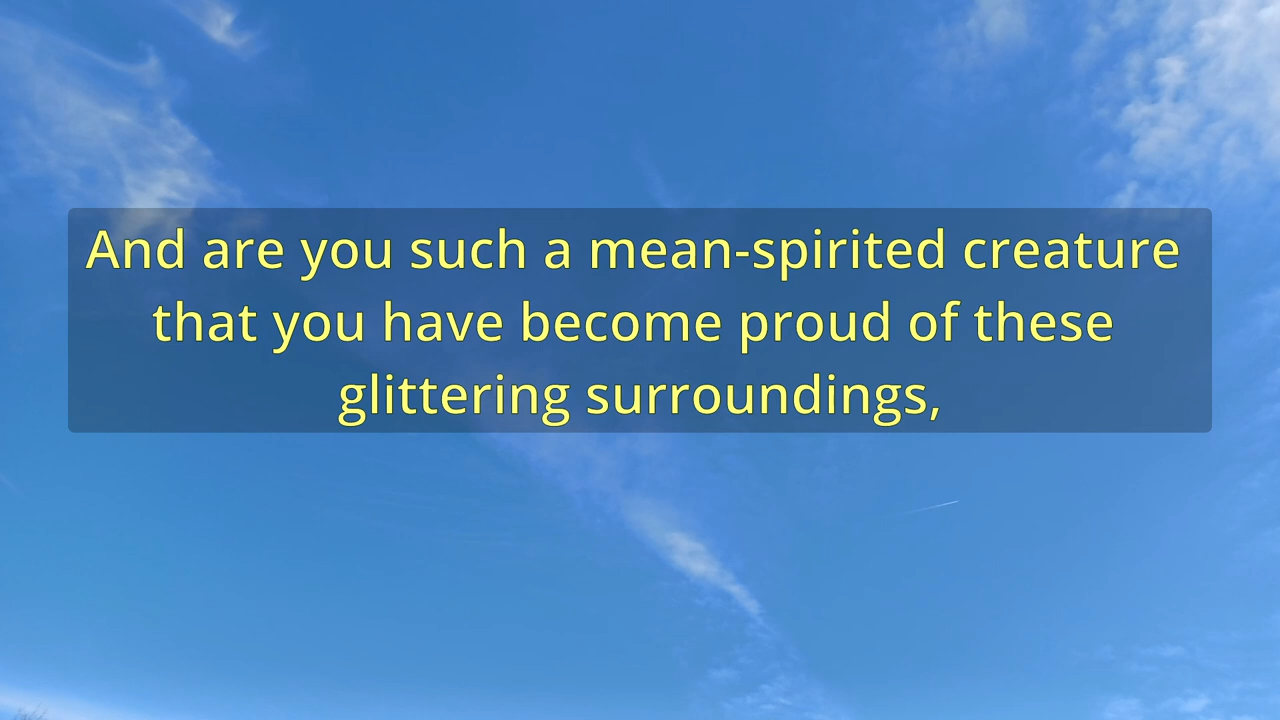 And are you such a mean-spirited creature
that you have become proud of these
glittering surroundings,